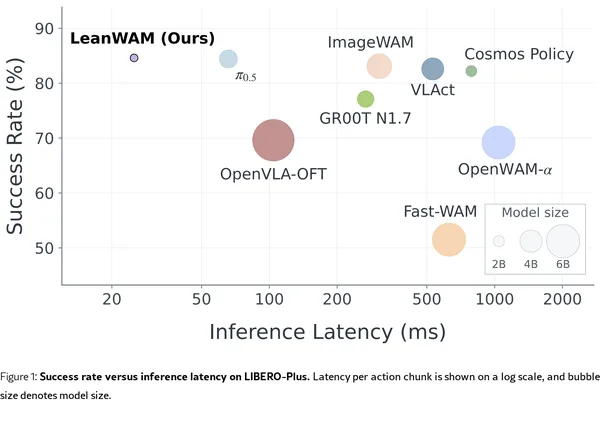 90
80
70
60
50
Success Rate (%)
LeanWAM (Ours)
π0.5
ImageWAM
Cosmos Policy
VLAct
GR00T N1.7
OpenVLA-OFT
OpenWAM-α
Fast-WAM
Model size
2B 4B 6B
20 50 100 200 500 1000 2000
Inference Latency (ms)
Figure 1: Success rate versus inference latency on LIBERO-Plus. Latency per action chunk is shown on a log scale, and bubble
size denotes model size.